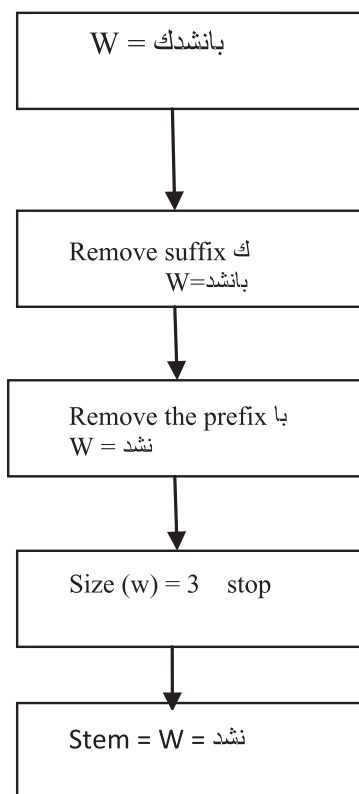 W = بانشدك
Remove suffix ك
W=بانشد
Remove the prefix با
W = نشد
Size (w) = 3 stop
Stem = W = نشد